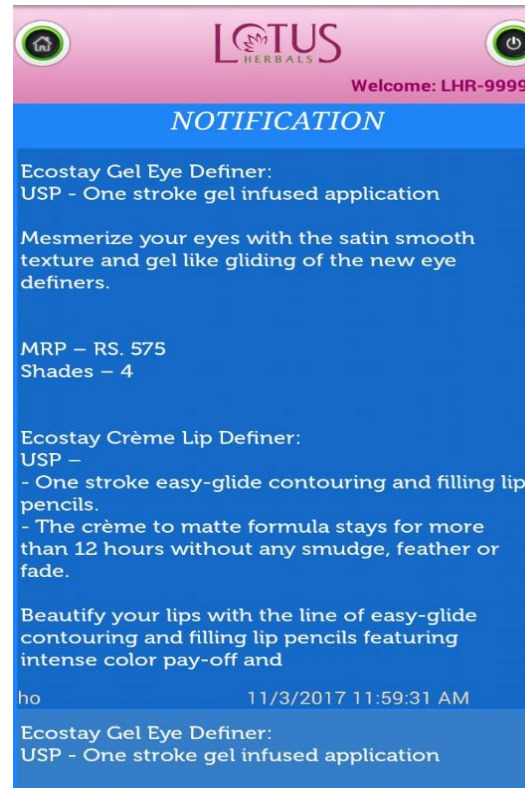 LOTUS
HERBALS
Welcome: LHR-9999
NOTIFICATION
Ecostay Gel Eye Definer:
USP - One stroke gel infused application
Mesmerize your eyes with the satin smooth
texture and gel like gliding of the new eye
definers.
MRP – RS. 575
Shades – 4
Ecostay Crème Lip Definer:
USP –
- One stroke easy-glide contouring and filling lip
pencils.
- The crème to matte formula stays for more
than 12 hours without any smudge, feather or
fade.
Beautify your lips with the line of easy-glide
contouring and filling lip pencils featuring
intense color pay-off and
ho 11/3/2017 11:59:31 AM
Ecostay Gel Eye Definer:
USP - One stroke gel infused application